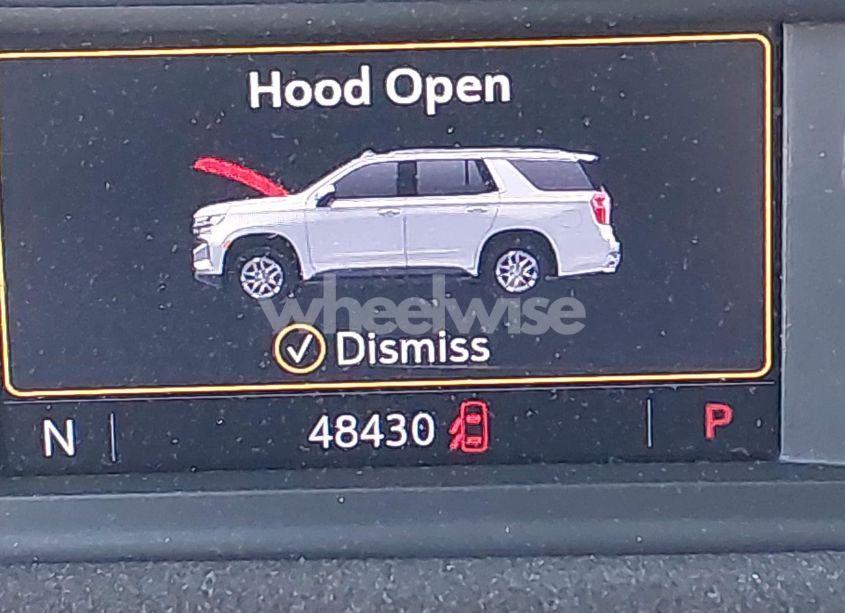 Hood Open
wheelwise
Dismiss
N 48430 P